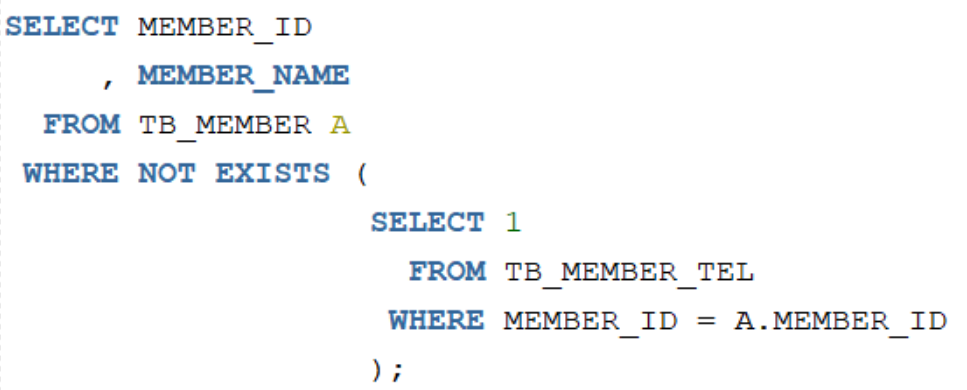 SELECT MEMBER_ID
, MEMBER_NAME
FROM TB_MEMBER A
WHERE NOT EXISTS (
SELECT 1
FROM TB_MEMBER_TEL
WHERE MEMBER_ID = A.MEMBER_ID
);